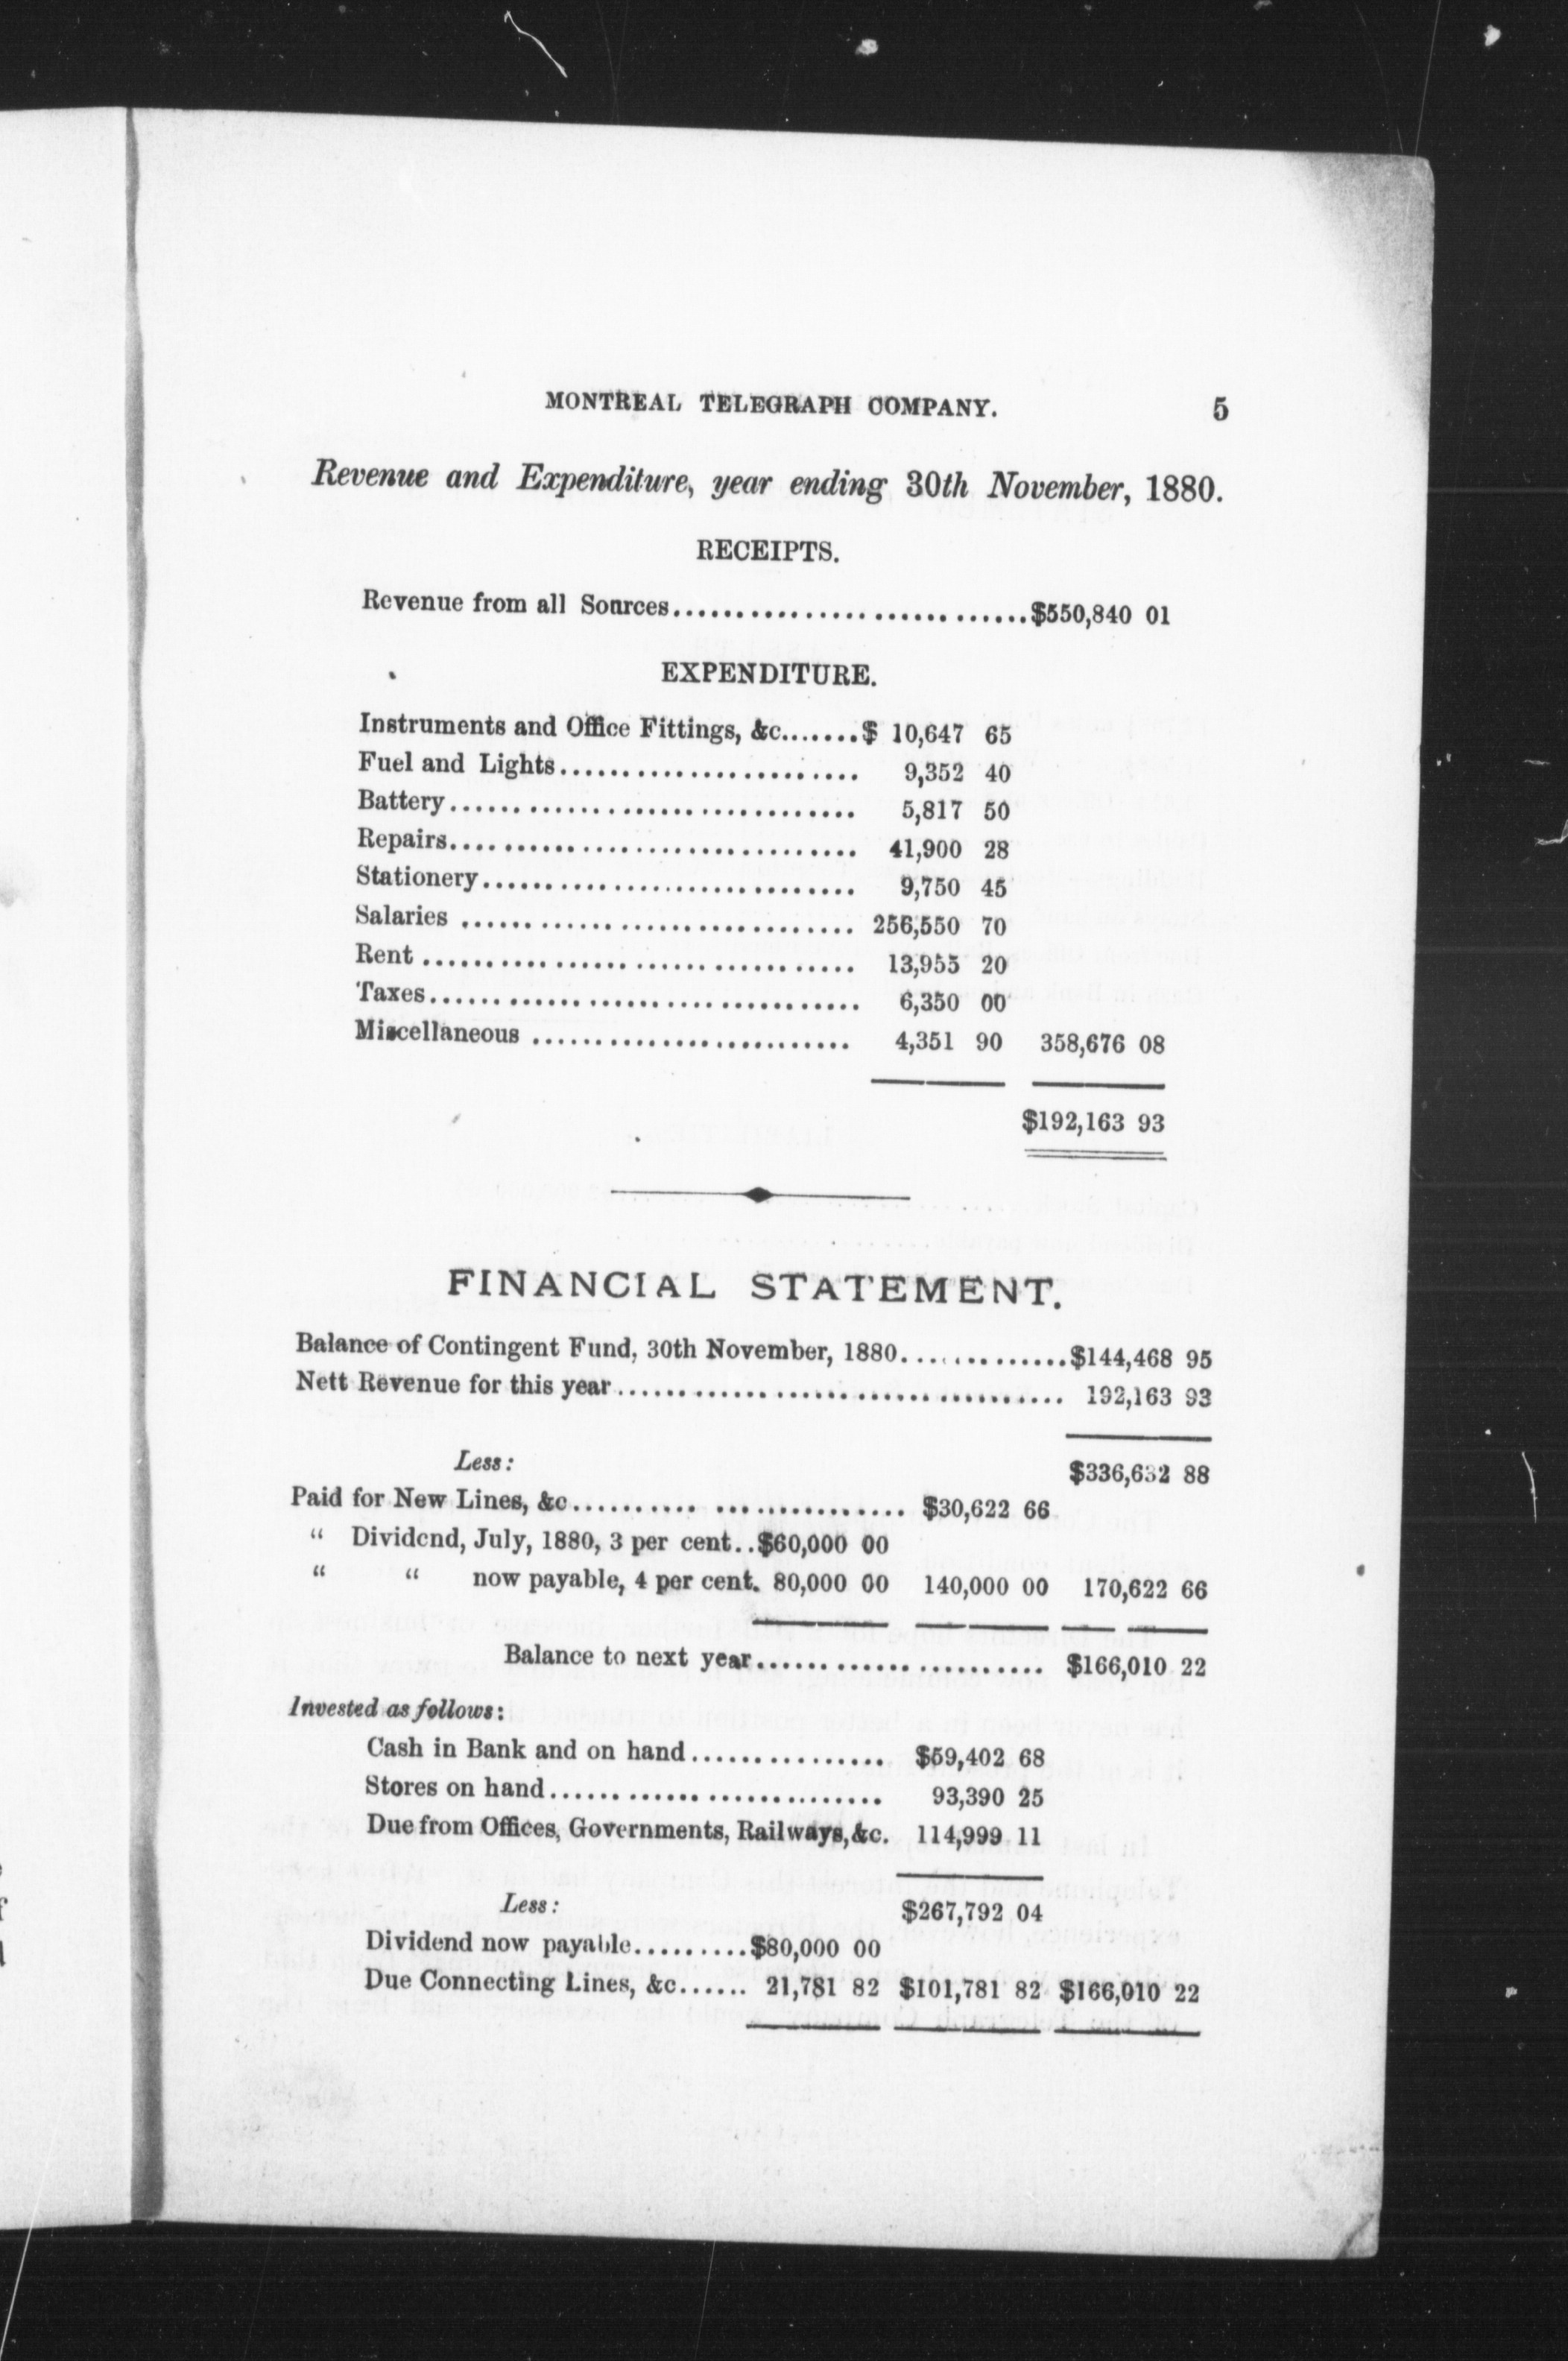 MONTREAL TELEGRAPH COMPANY. 5
Revenue and Expenditure, year ending 30th November, 1880.
RECEIPTS.
Revenue from all Sources............................$550,840 01
EXPENDITURE.
Instruments and Office Fittings, &c.......$ 10,647 65
Fuel and Lights........................ 9,352 40
Battery................................ 5,817 50
Repairs................................ 41,900 28
Stationery............................. 9,750 45
Salaries ............................... 256,550 70
Rent .................................. 13,955 20
Taxes.................................. 6,350 00
Miscellaneous ......................... 4,351 90 358,676 08
$192,163 93
FINANCIAL STATEMENT.
Balance of Contingent Fund, 30th November, 1880.............$144,468 95
Nett Revenue for this year................................... 192,163 93
Less: $336,632 88
Paid for New Lines, &c.......... ............... $30,622 66
" Dividend, July, 1880, 3 per cent..$60,000 00
" " now payable, 4 per cent. 80,000 00 140,000 00 170,622 66
Balance to next year....................... $166,010 22
Invested as follows:
Cash in Bank and on hand............... $59,402 68
Stores on hand.......................... 93,390 25
Due from Offices, Governments, Railways, &c. 114,999 11
Less: $267,792 04
Dividend now payable.........$80,000 00
Due Connecting Lines, &c...... 21,781 82 $101,781 82 $166,010 22